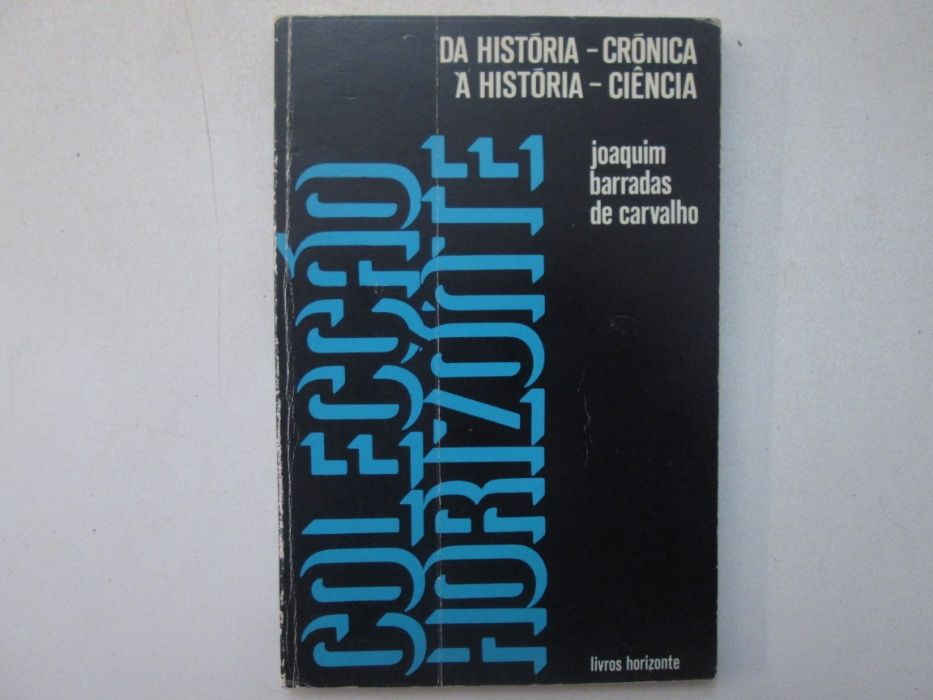 DA HISTÓRIA - CRÓNICA
À HISTÓRIA - CIÊNCIA
joaquim
barradas
de carvalho
COLECÇÃO
HORIZONTE
livros horizonte